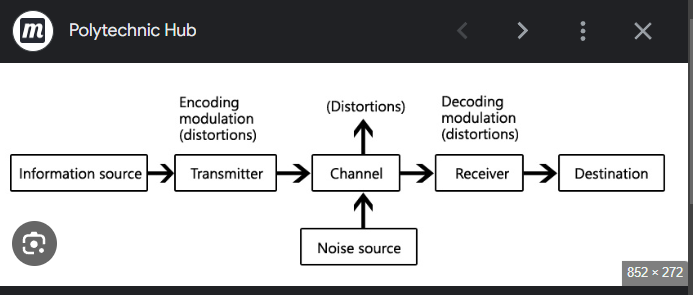 m Polytechnic Hub
Encoding
modulation
(distortions)
(Distortions)
Decoding
modulation
(distortions)
Information source
Transmitter
Channel
Receiver
Destination
Noise source
852 × 272